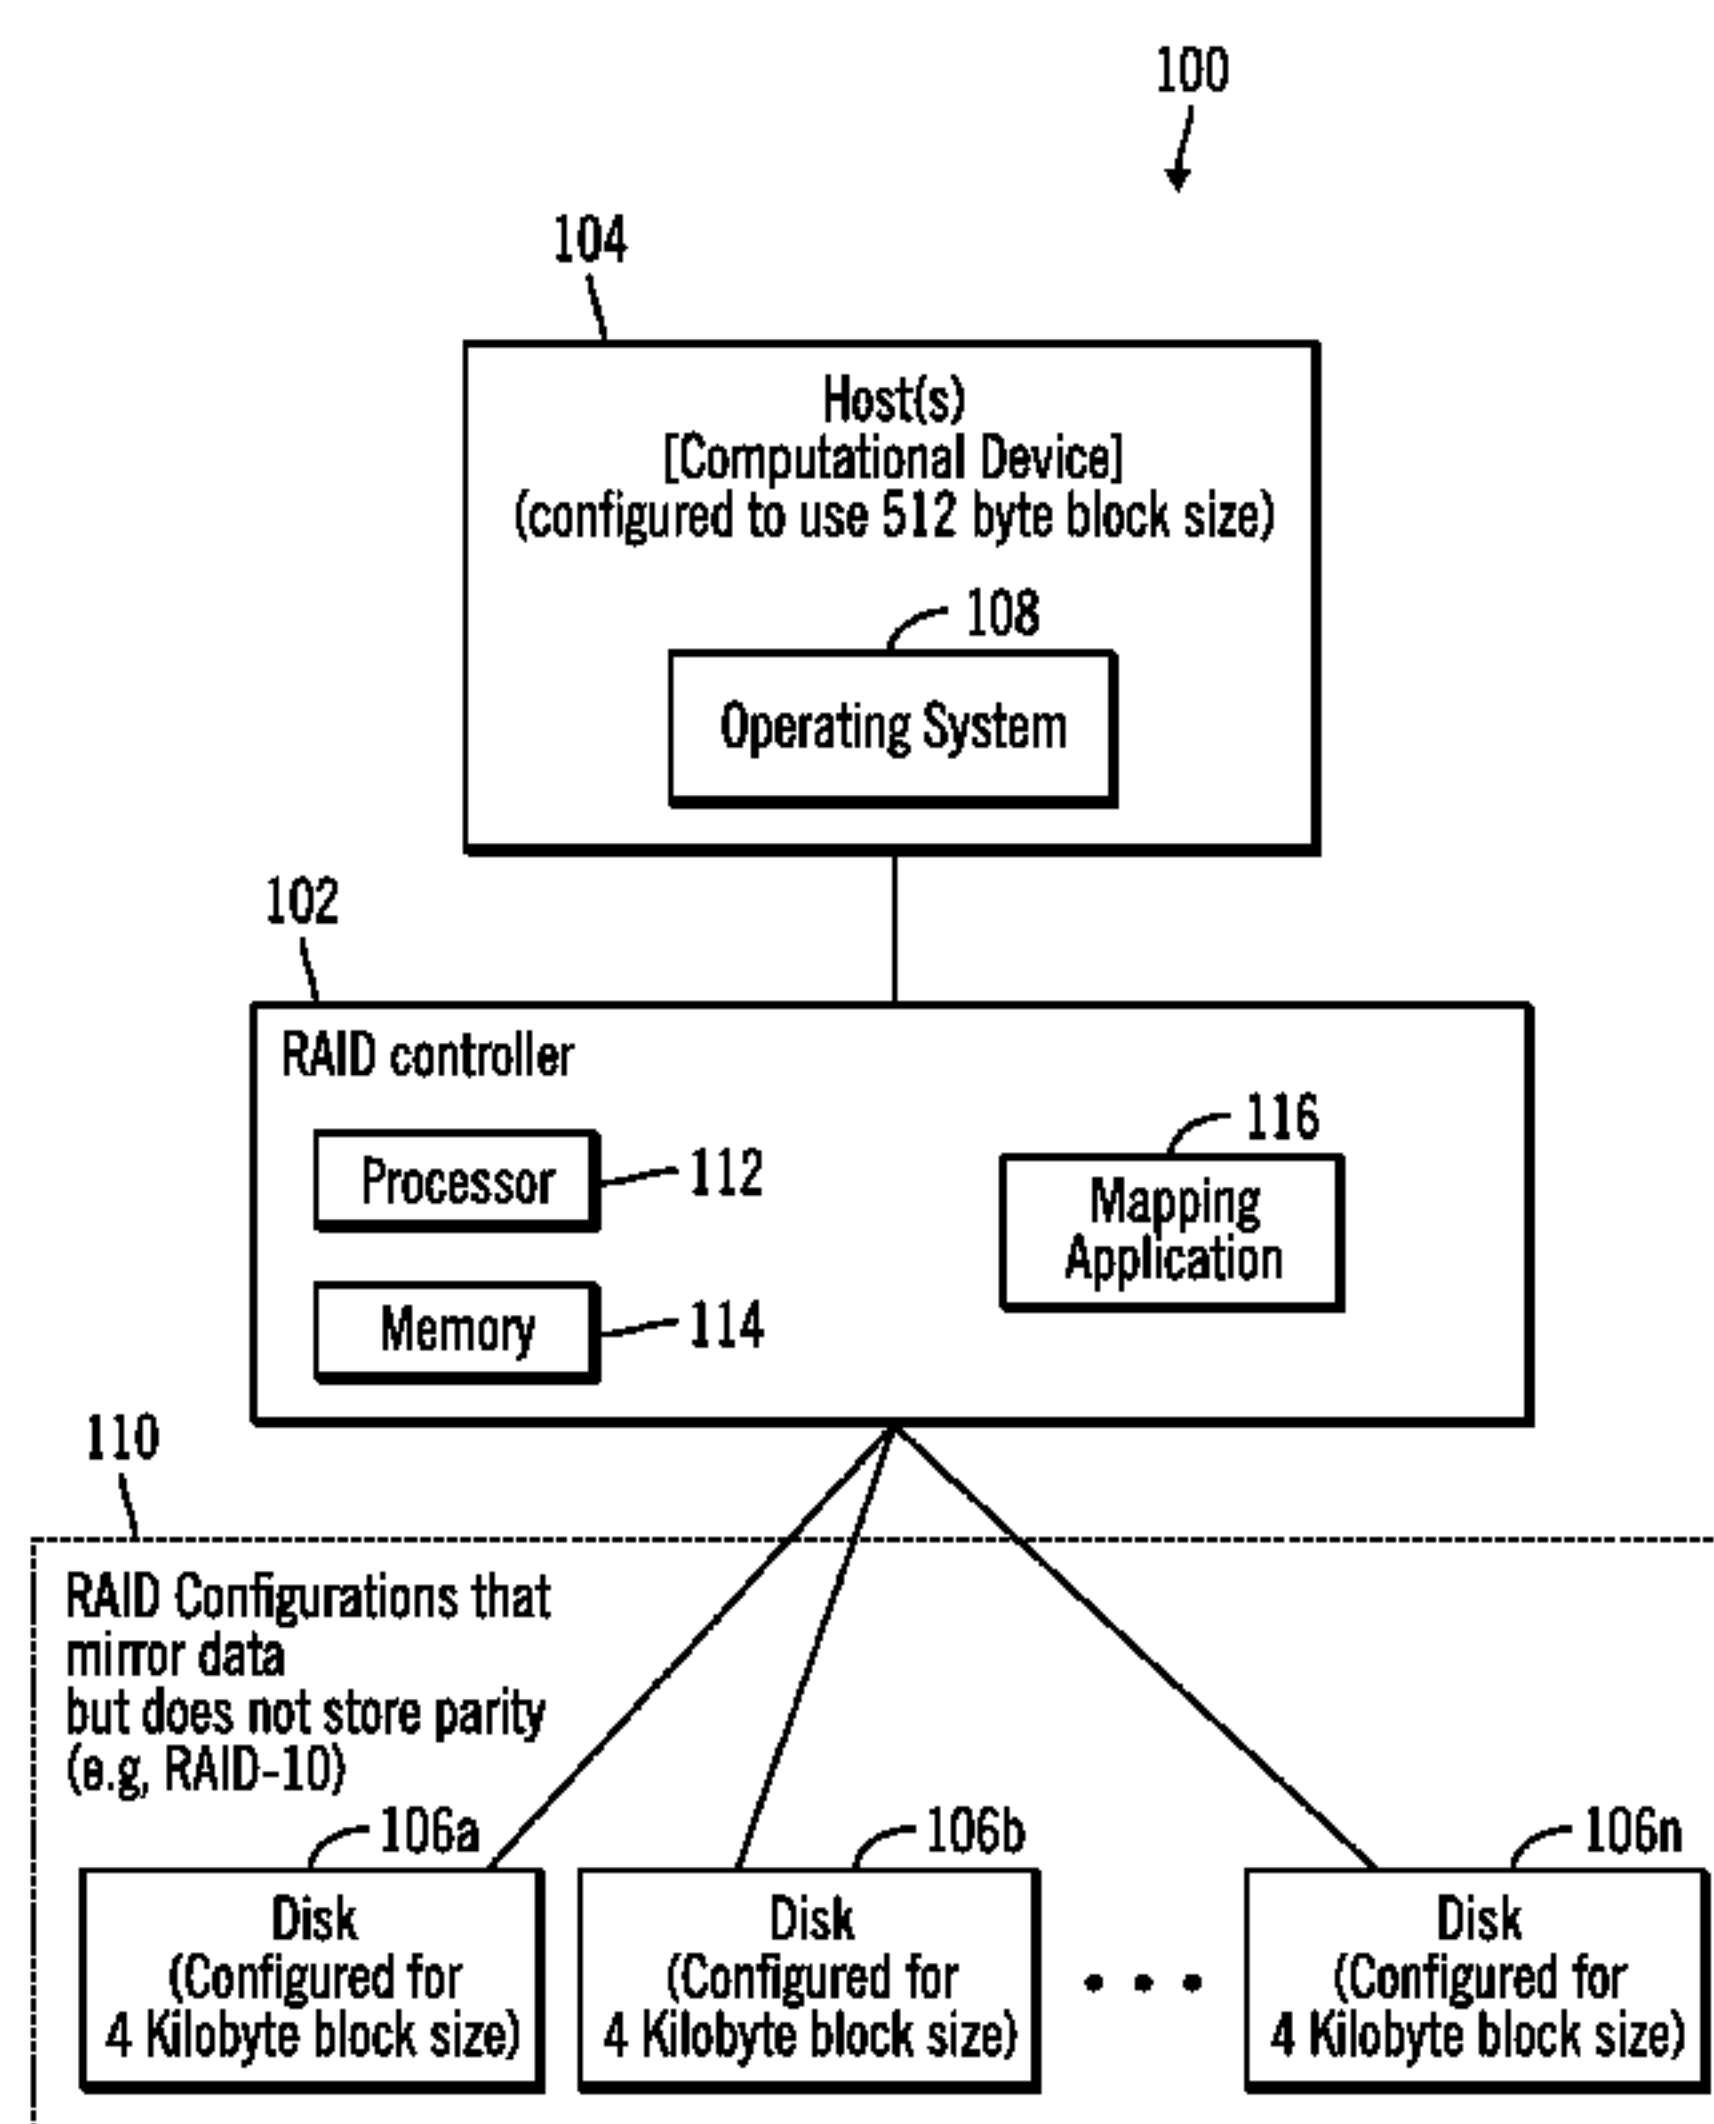 100
104
Host(s)
[Computational Device]
(configured to use 512 byte block size)
108
Operating System
102
RAID controller
116
Processor
112
Mapping
Application
Memory
114
110
RAID Configurations that
mirror data
but does not store parity
(e.g, RAID-10)
106a
106b
106n
Disk
(Configured for
4 Kilobyte block size)
Disk
(Configured for
4 Kilobyte block size)
Disk
(Configured for
4 Kilobyte block size)